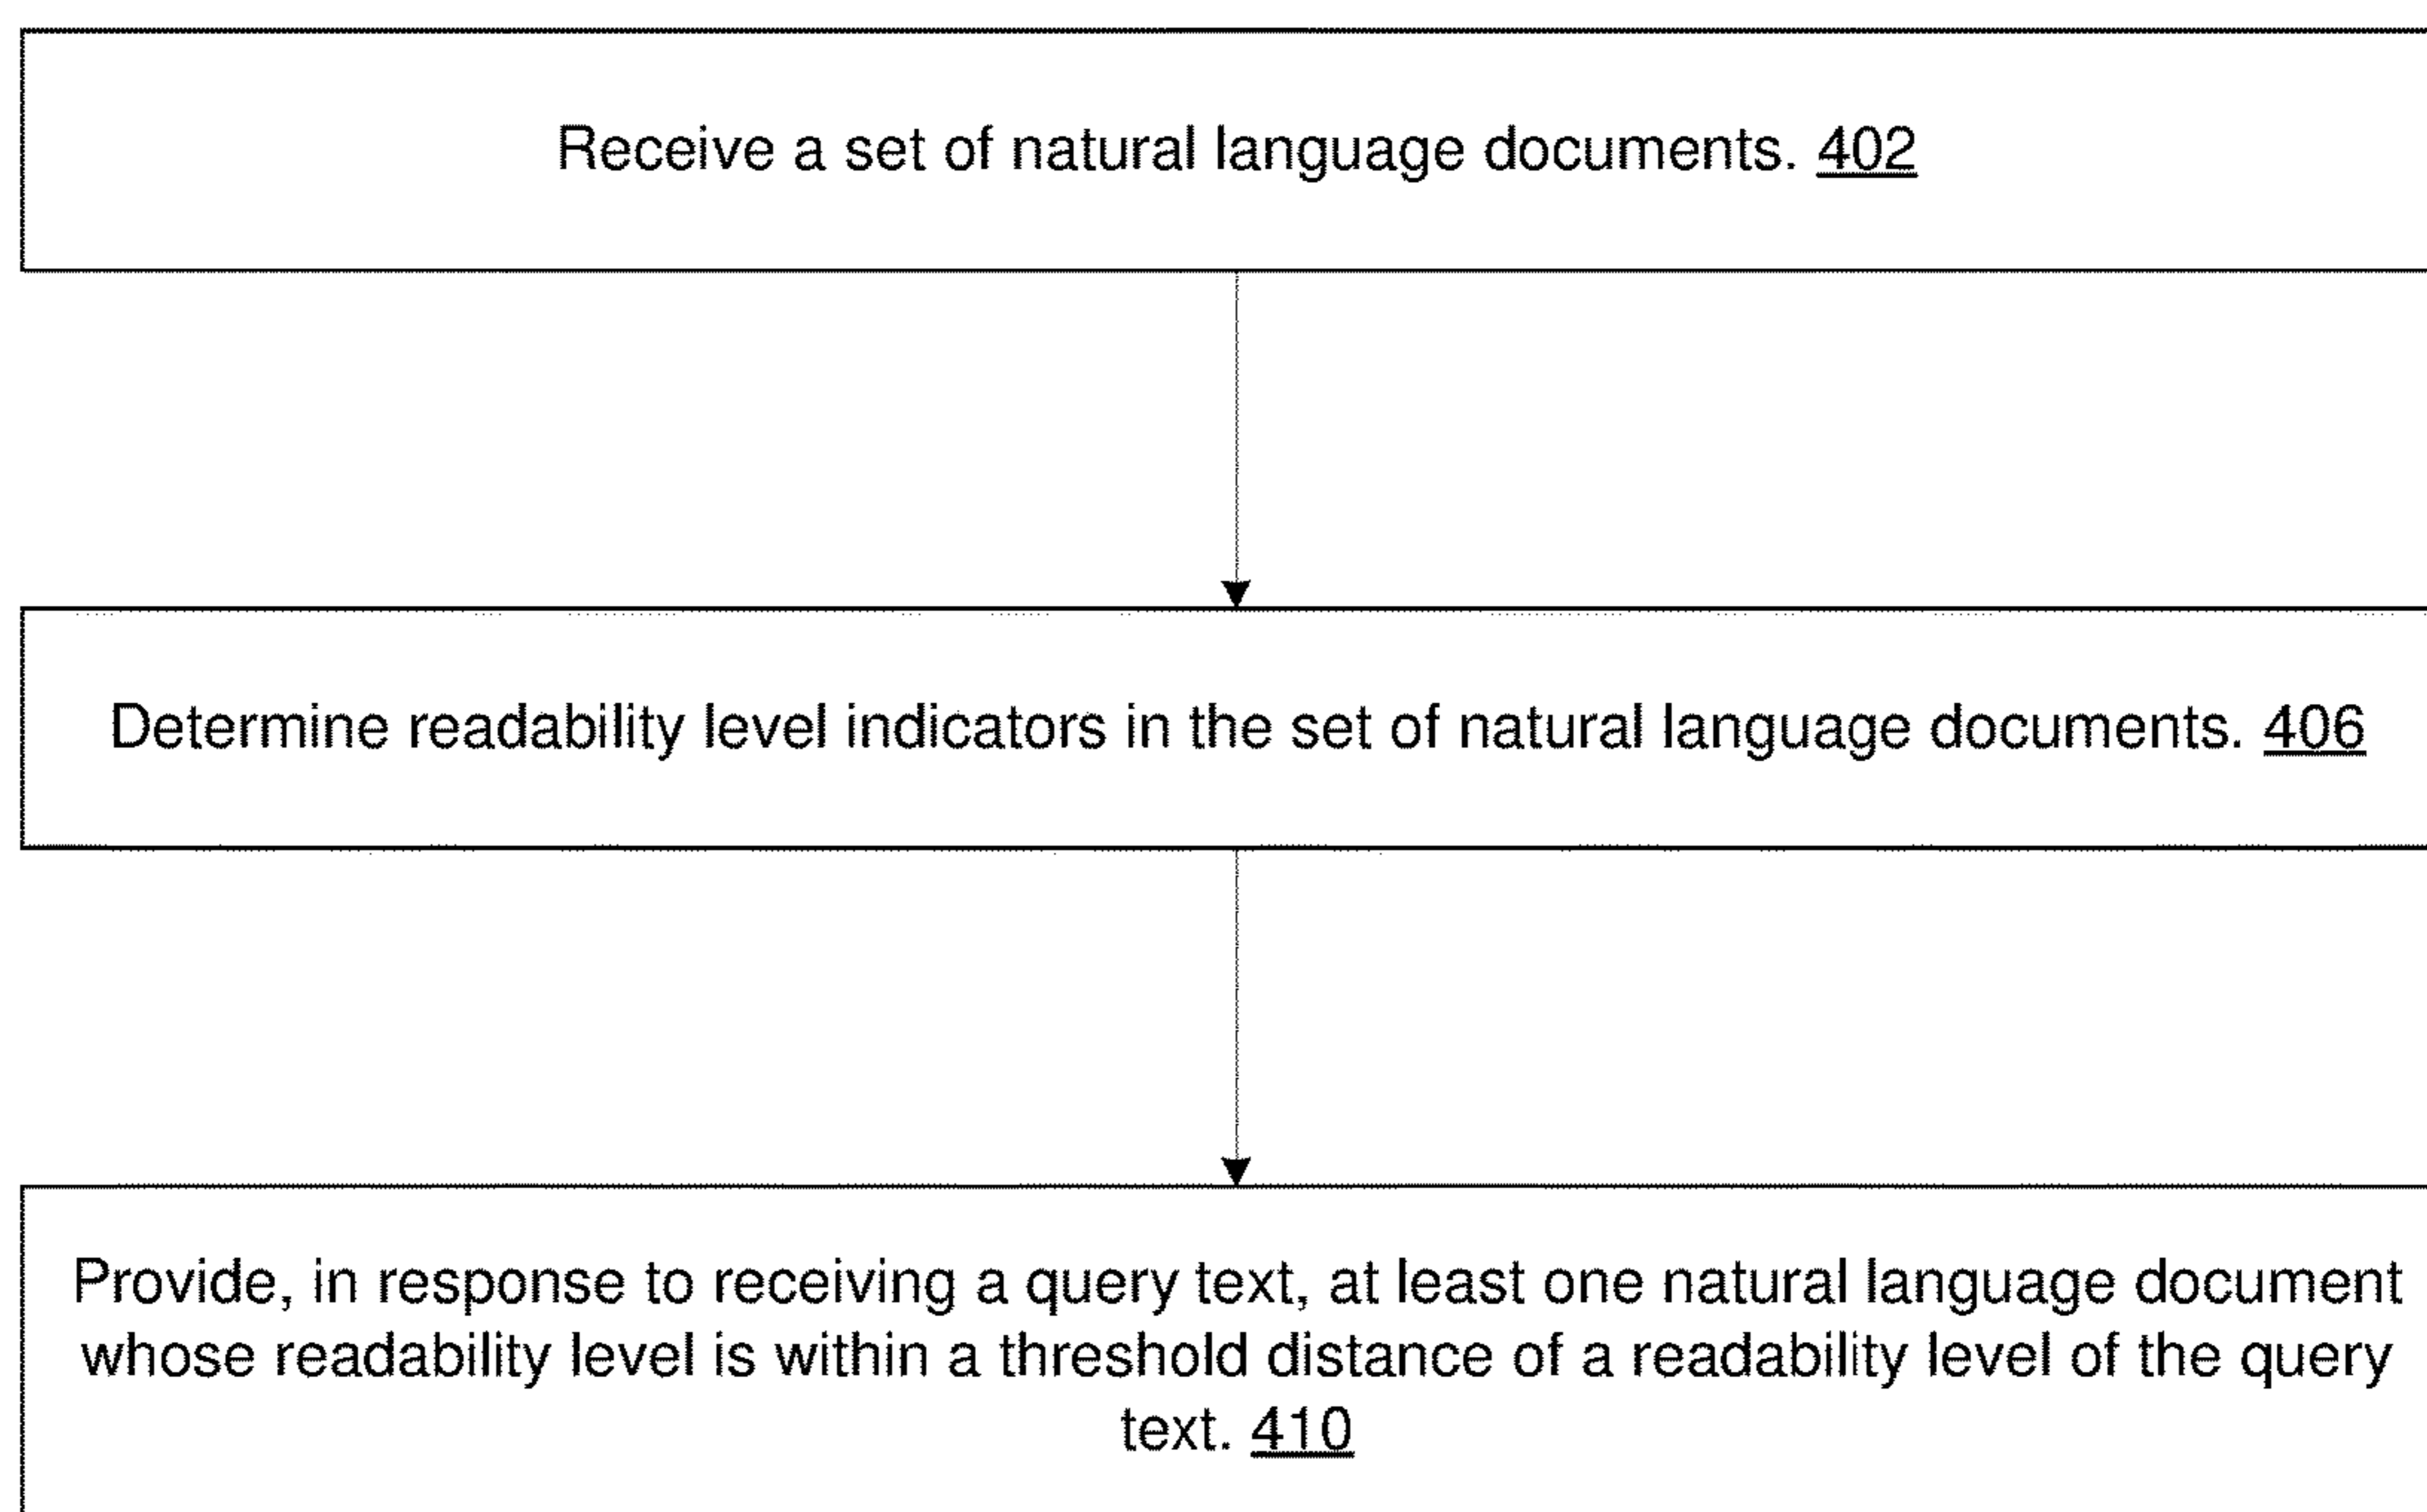 Receive a set of natural language documents. 402
Determine readability level indicators in the set of natural language documents. 406
Provide, in response to receiving a query text, at least one natural language document
whose readability level is within a threshold distance of a readability level of the query
text. 410